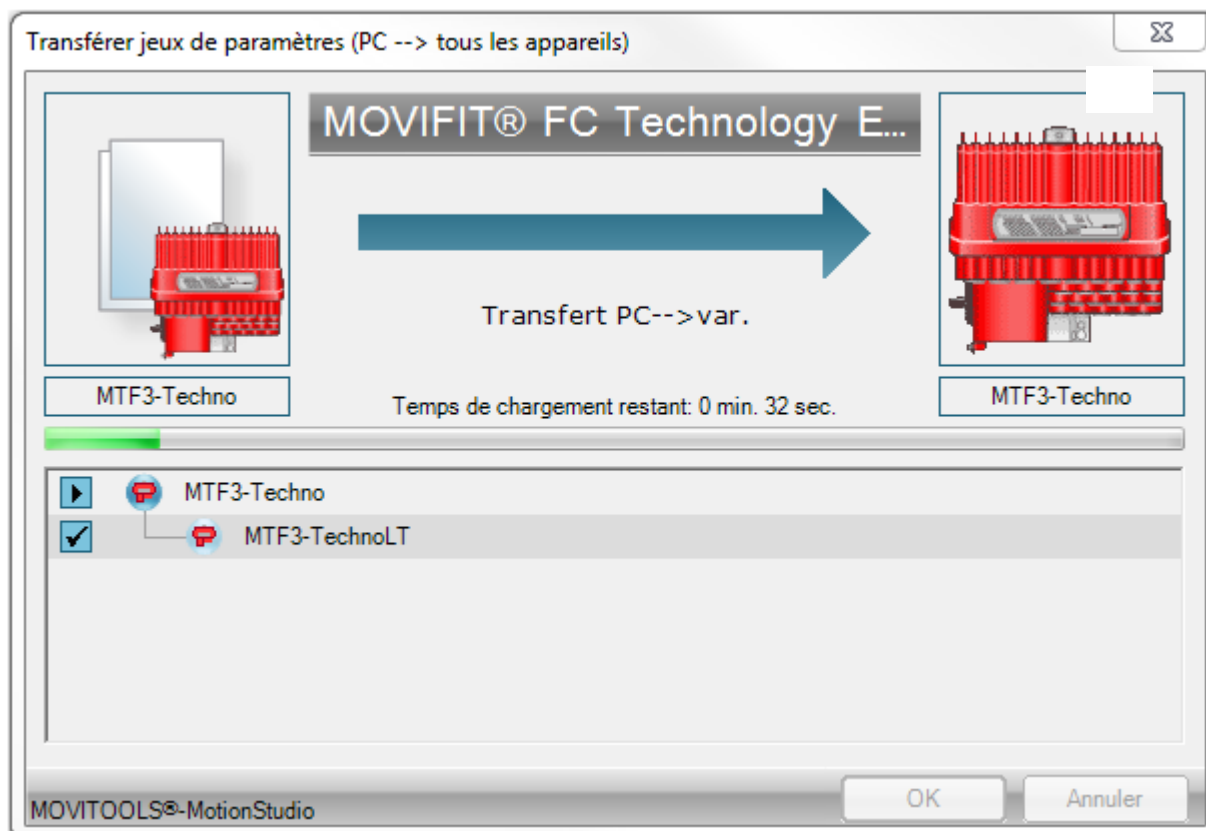 Transférer jeux de paramètres (PC --> tous les appareils)
MOVIFIT® FC Technology E...
Transfert PC-->var.
MTF3-Techno
Temps de chargement restant: 0 min. 32 sec.
MTF3-Techno
MTF3-Techno
MTF3-TechnoLT
OK
Annuler
MOVITOOLS®-MotionStudio